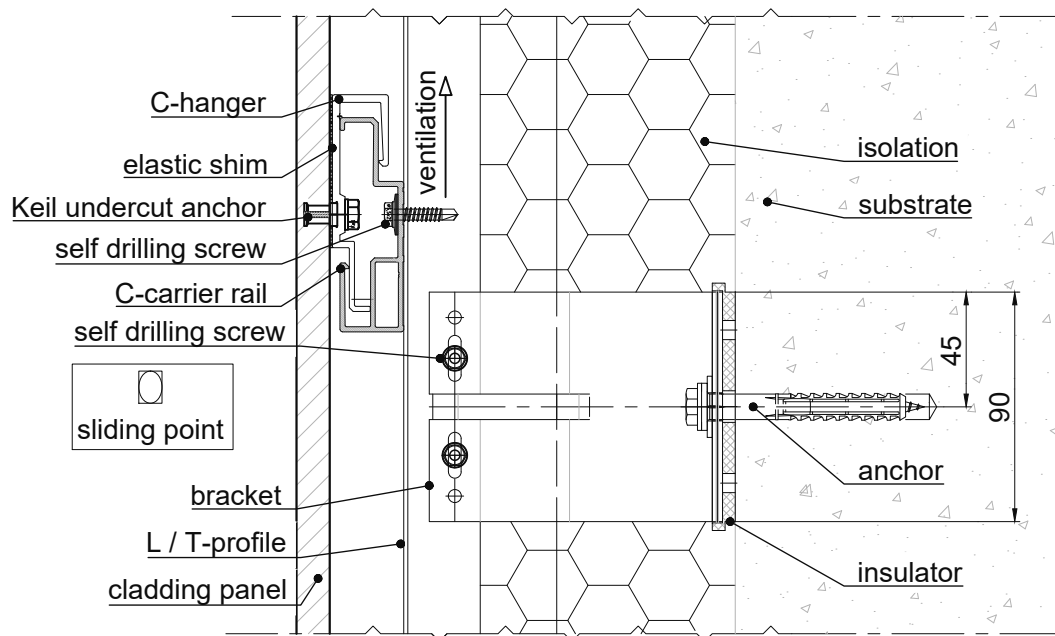 C-hanger
elastic shim
Keil undercut anchor
self drilling screw
C-carrier rail
self drilling screw
sliding point
bracket
L / T-profile
cladding panel
ventilation
isolation
substrate
45
90
anchor
insulator